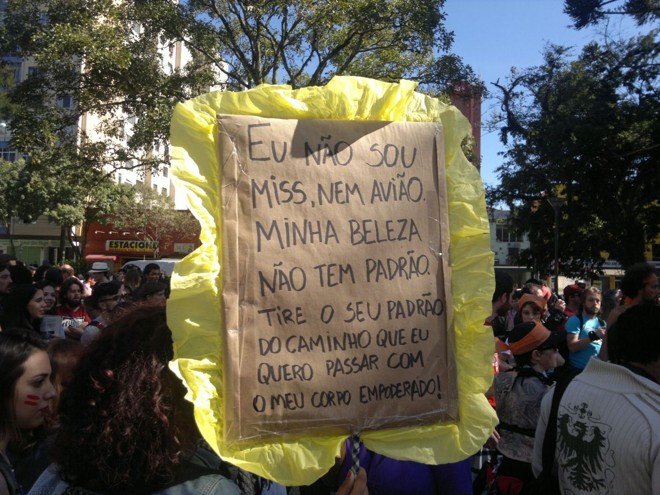 EU NÃO SOU
MISS, NEM AVIÃO.
MINHA BELEZA
NÃO TEM PADRÃO.
TIRE O SEU PADRÃO
DO CAMINHO QUE EU
QUERO PASSAR COM
O MEU CORPO EMPODERADO!
ESTACION